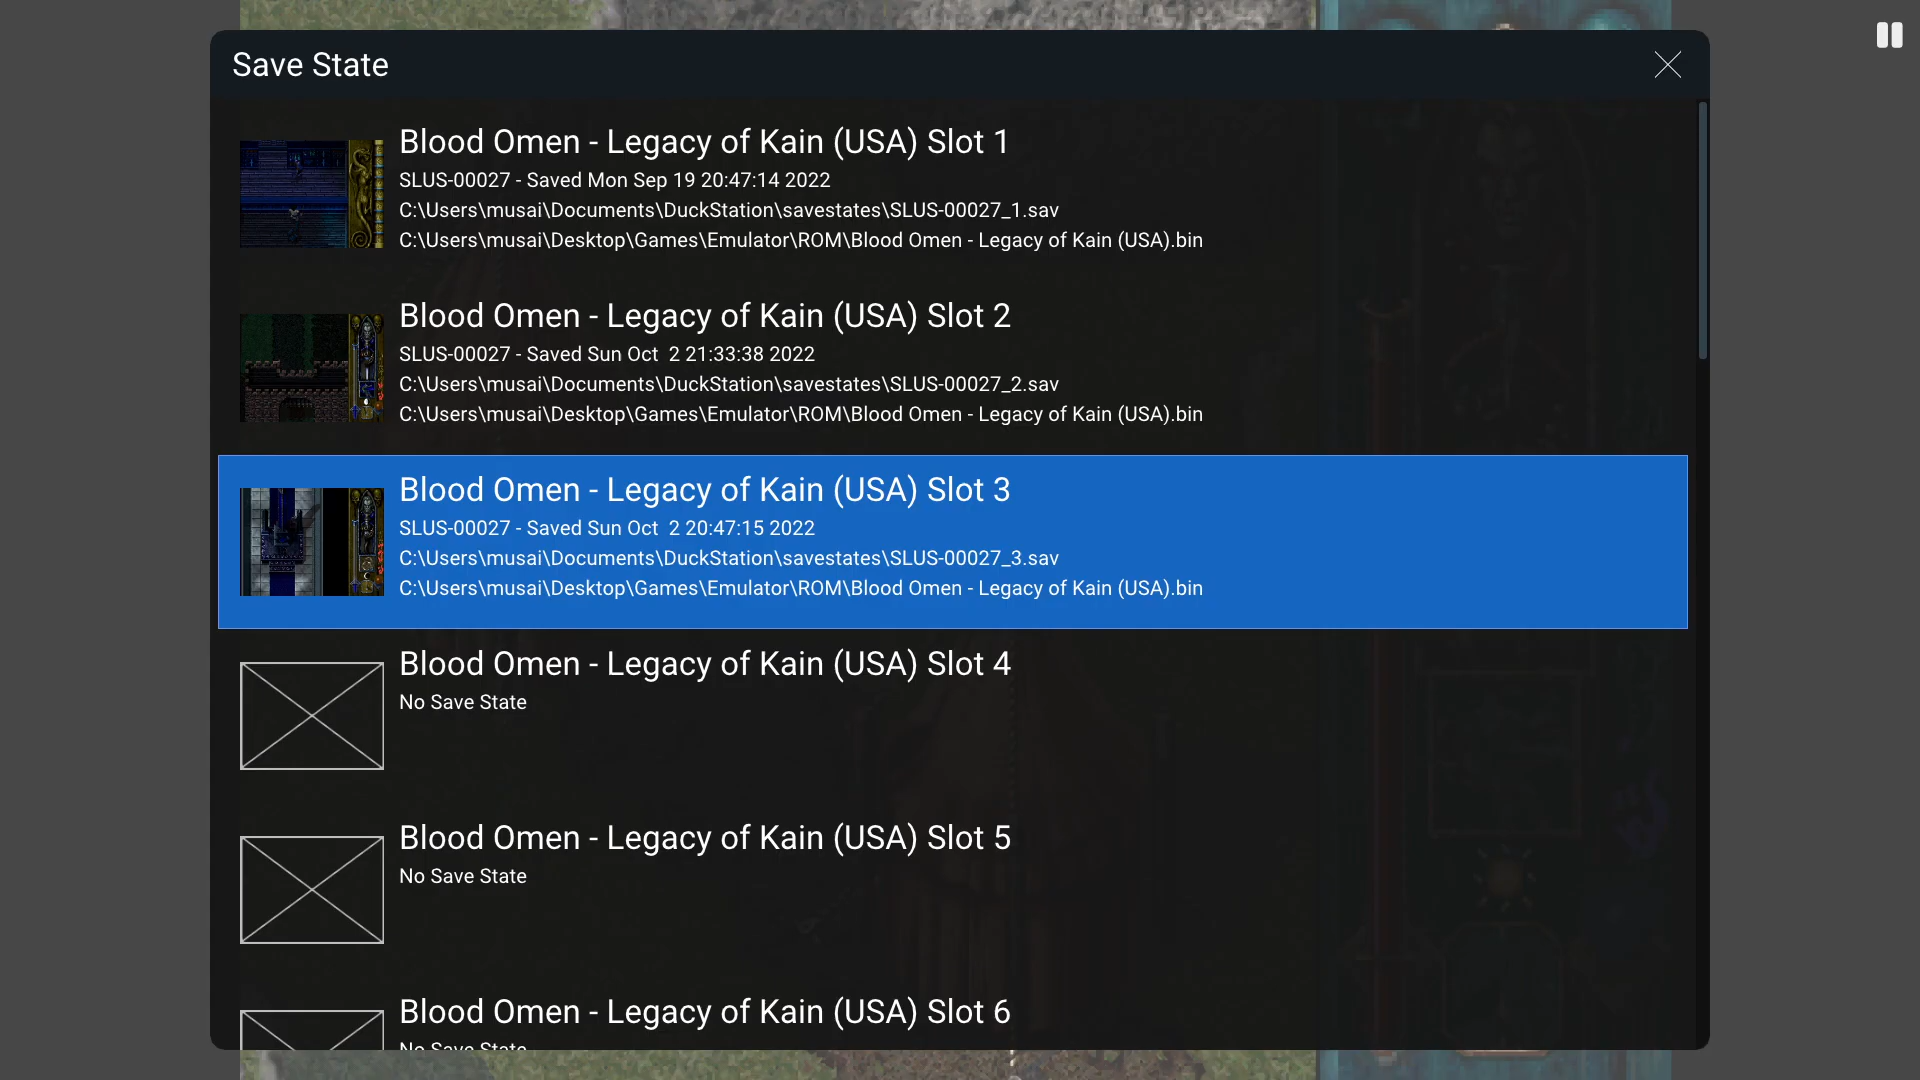 Save State
Blood Omen - Legacy of Kain (USA) Slot 1
SLUS-00027 - Saved Mon Sep 19 20:47:14 2022
C:\Users\musai\Documents\DuckStation\savestates\SLUS-00027_1.sav
C:\Users\musai\Desktop\Games\Emulator\ROM\Blood Omen - Legacy of Kain (USA).bin
Blood Omen - Legacy of Kain (USA) Slot 2
SLUS-00027 - Saved Sun Oct  2 21:33:38 2022
C:\Users\musai\Documents\DuckStation\savestates\SLUS-00027_2.sav
C:\Users\musai\Desktop\Games\Emulator\ROM\Blood Omen - Legacy of Kain (USA).bin
Blood Omen - Legacy of Kain (USA) Slot 3
SLUS-00027 - Saved Sun Oct  2 20:47:15 2022
C:\Users\musai\Documents\DuckStation\savestates\SLUS-00027_3.sav
C:\Users\musai\Desktop\Games\Emulator\ROM\Blood Omen - Legacy of Kain (USA).bin
Blood Omen - Legacy of Kain (USA) Slot 4
No Save State
Blood Omen - Legacy of Kain (USA) Slot 5
No Save State
Blood Omen - Legacy of Kain (USA) Slot 6
No Save State